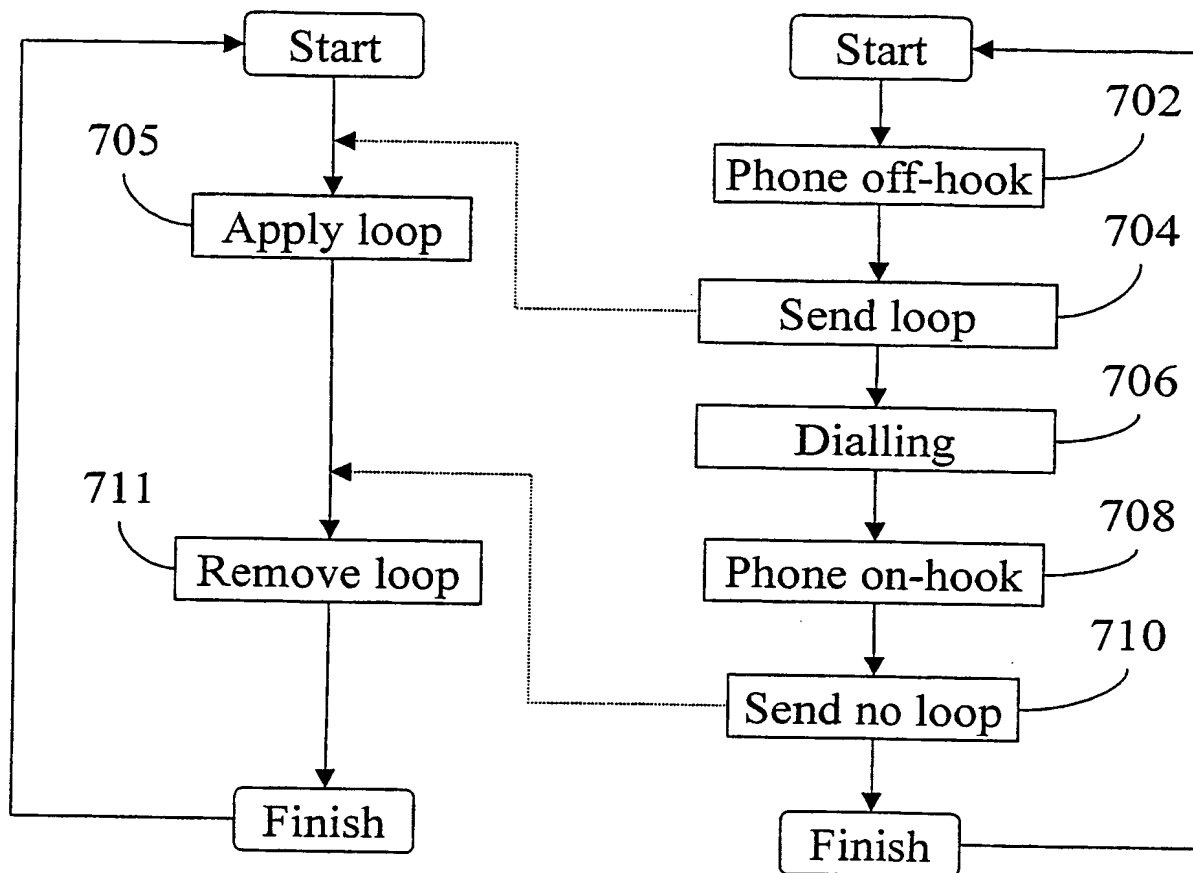 Start
Start
702
705
Phone off-hook
Apply loop
704
Send loop
706
Dialling
711
708
Remove loop
Phone on-hook
710
Send no loop
Finish
Finish